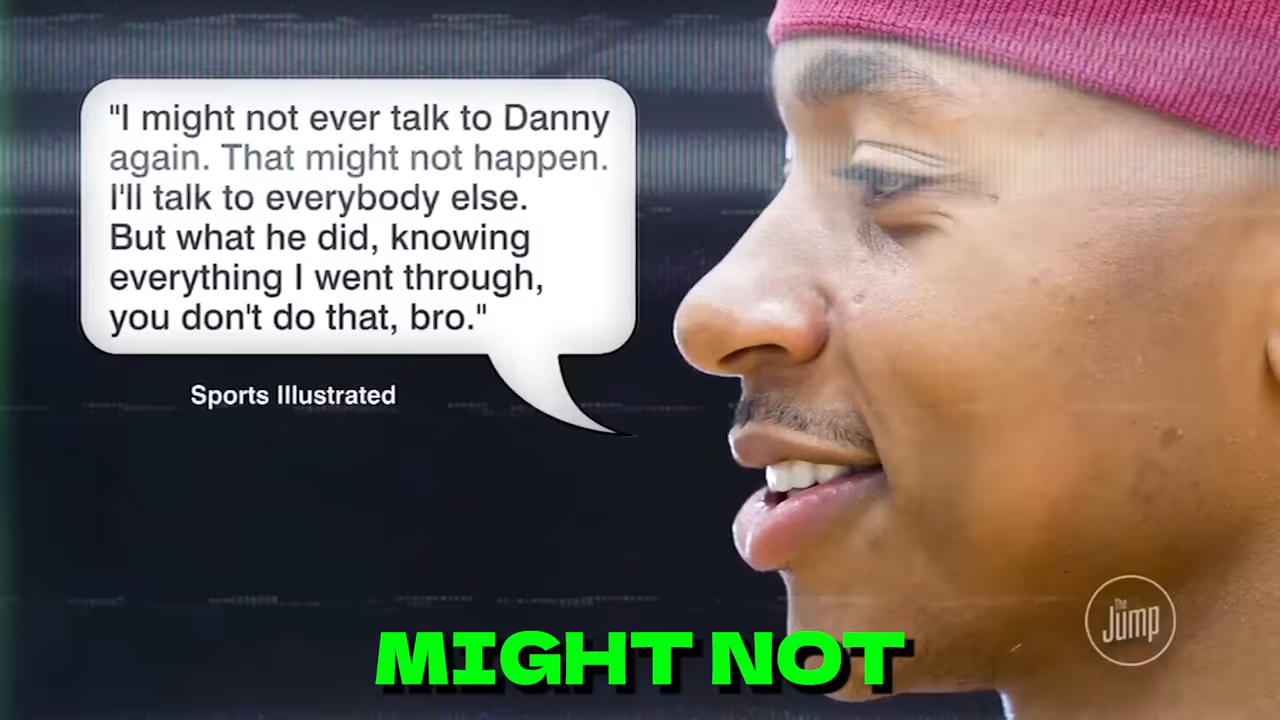 "I might not ever talk to Danny
again. That might not happen.
I'll talk to everybody else.
But what he did, knowing
everything I went through,
you don't do that, bro."
Sports Illustrated
The
Jump
MIGHT NOT